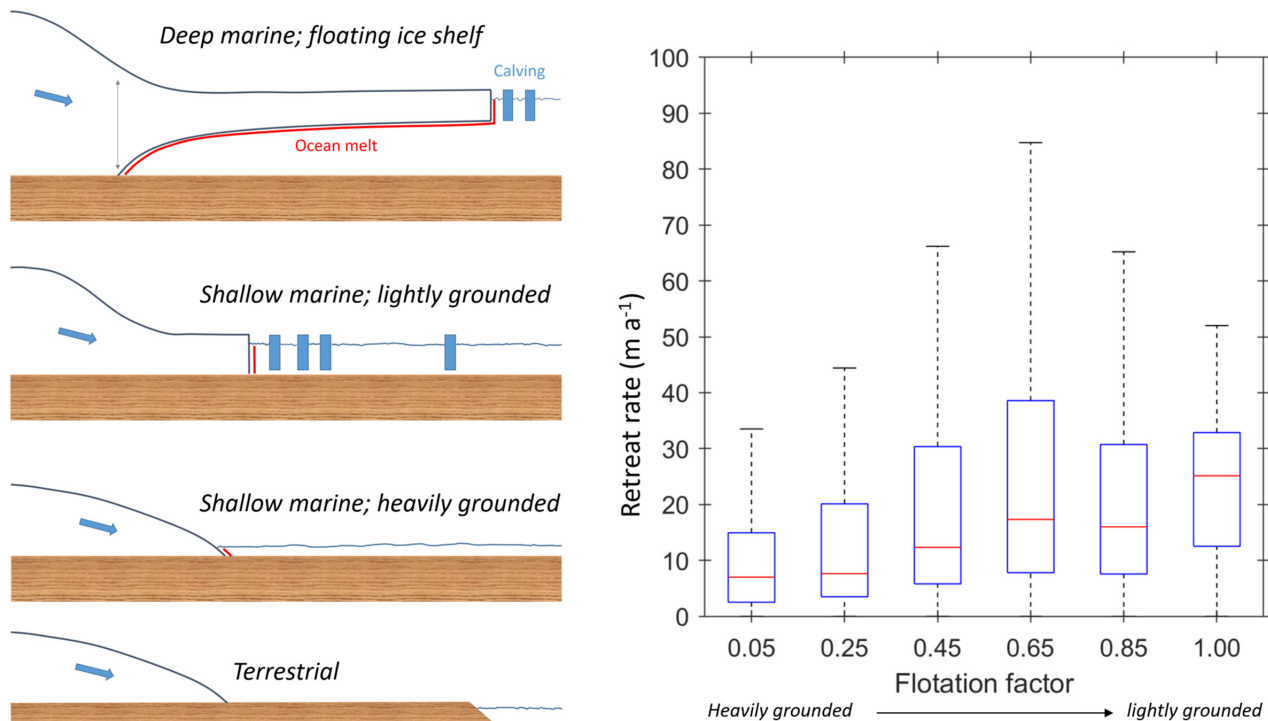 Deep marine; floating ice shelf
Calving
Ocean melt
Shallow marine; lightly grounded
Shallow marine; heavily grounded
Terrestrial
Retreat rate (m a⁻¹)
100
90
80
70
60
50
40
30
20
10
0
0.05 0.25 0.45 0.65 0.85 1.00
Flotation factor
Heavily grounded lightly grounded